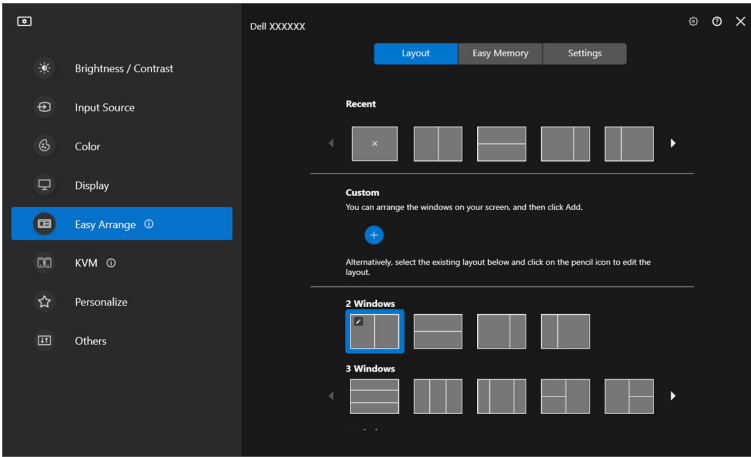 Dell XXXXXX
Brightness / Contrast
Input Source
Color
Display
Easy Arrange
KVM
Personalize
Others
Layout
Easy Memory
Settings
Recent
Custom
You can arrange the windows on your screen, and then click Add.
Alternatively, select the existing layout below and click on the pencil icon to edit the
layout.
2 Windows
3 Windows